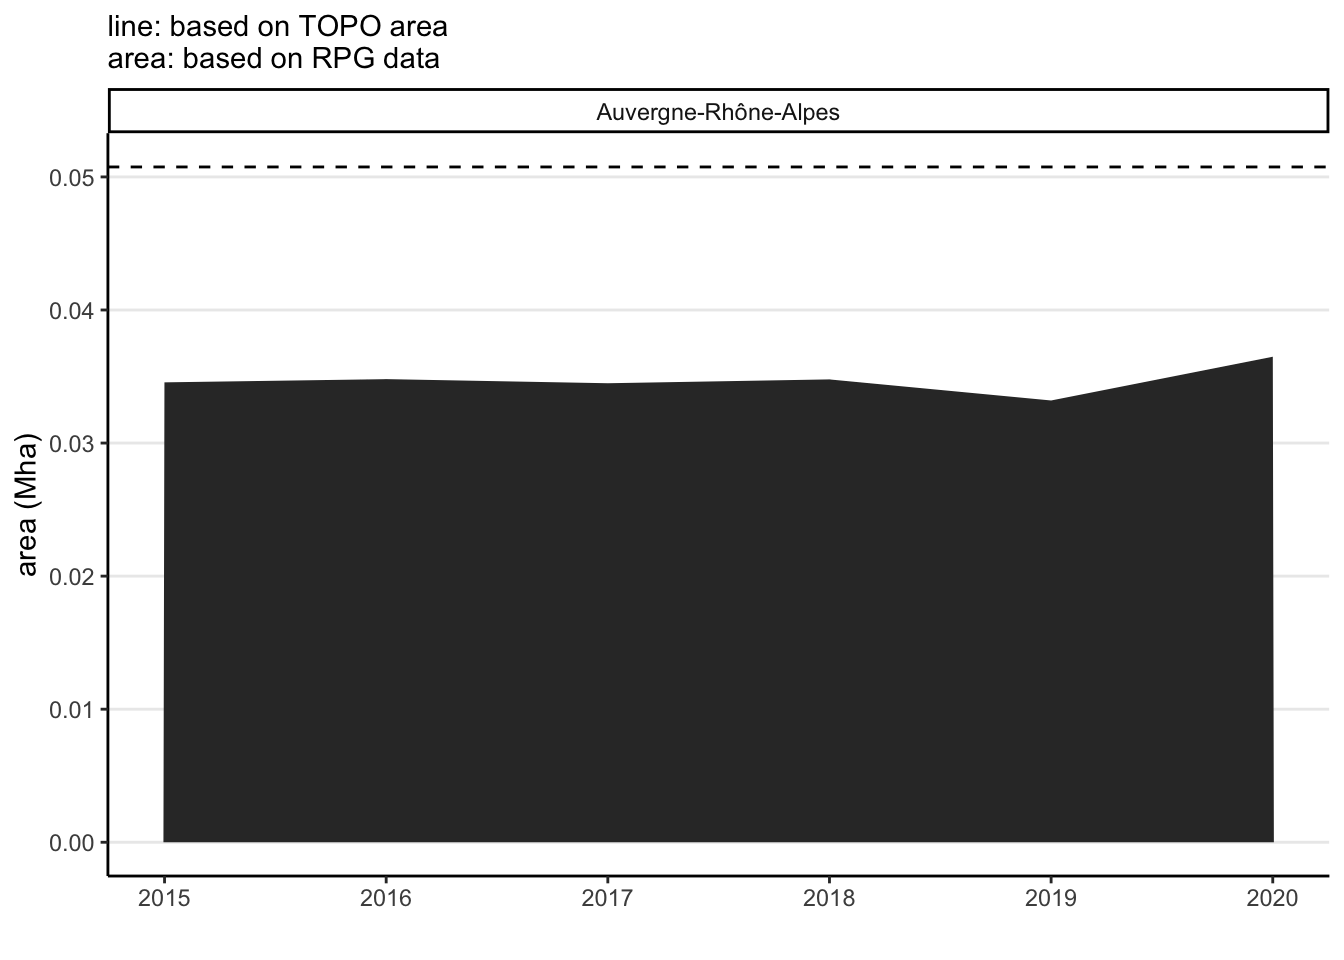 line: based on TOPO area
area: based on RPG data
Auvergne-Rhône-Alpes
0.05
0.04
0.03
0.02
0.01
0.00
area (Mha)
2015 2016 2017 2018 2019 2020